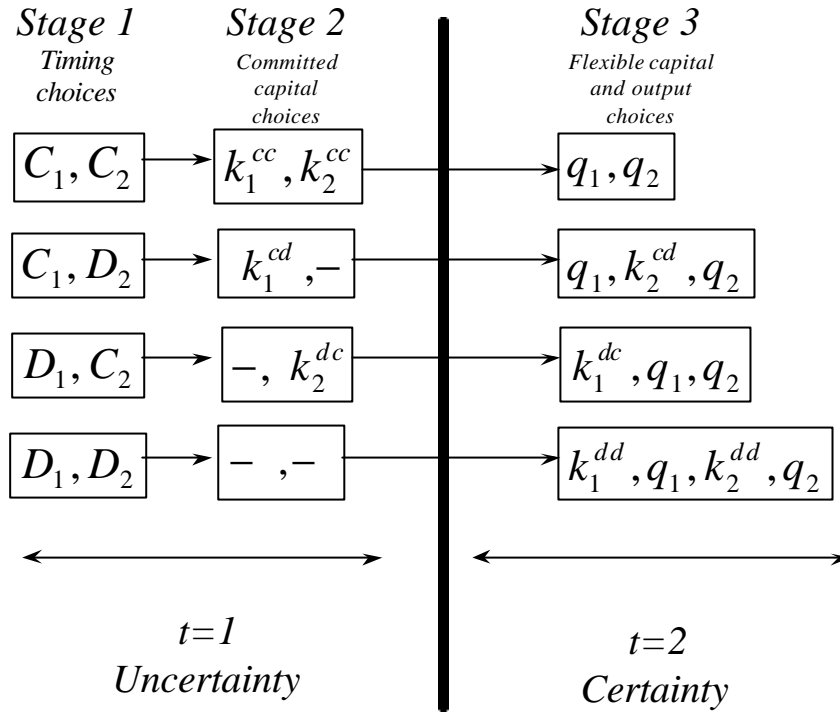 Stage 1 Stage 2 Stage 3
Timing choices
Committed capital choices
Flexible capital and output choices
C₁, C₂ k₁ᶜᶜ, k₂ᶜᶜ q₁, q₂
C₁, D₂ k₁ᶜᵈ,– q₁, k₂ᶜᵈ, q₂
D₁, C₂ –, k₂ᵈᶜ k₁ᵈᶜ, q₁, q₂
D₁, D₂ – ,– k₁ᵈᵈ, q₁, k₂ᵈᵈ, q₂
t=1
Uncertainty
t=2
Certainty